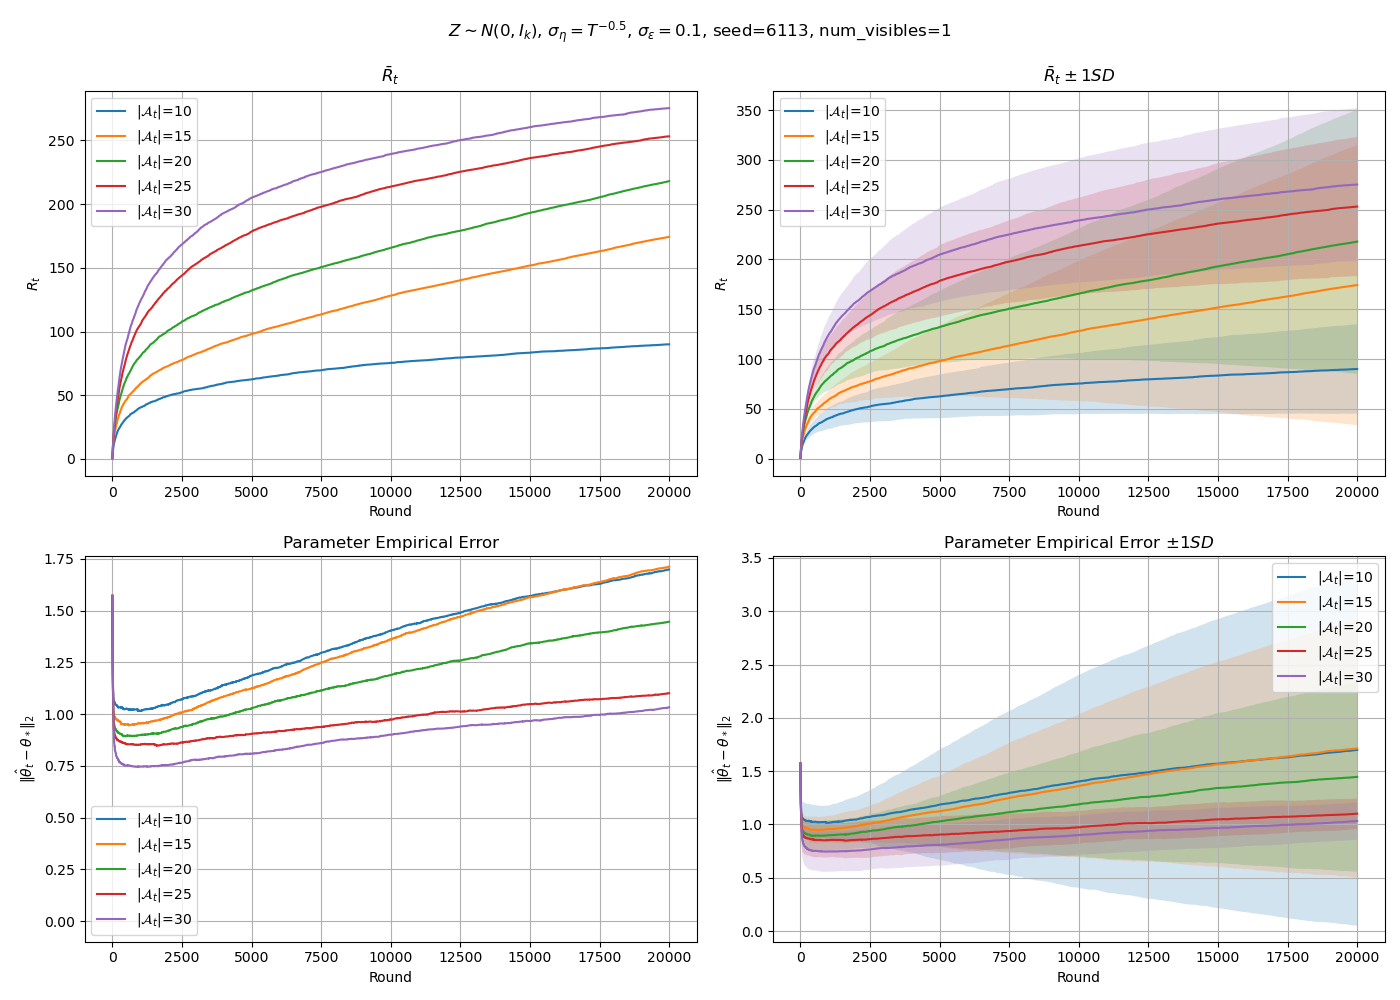 Z ∼ N(0, I_k), σ_η = T^{−0.5}, σ_ε = 0.1, seed=6113, num_visibles=1
R̄_t
R_t
|𝒜_t|=10
|𝒜_t|=15
|𝒜_t|=20
|𝒜_t|=25
|𝒜_t|=30
250
200
150
100
50
0
0 2500 5000 7500 10000 12500 15000 17500 20000
Round
R̄_t ± 1SD
R_t
|𝒜_t|=10
|𝒜_t|=15
|𝒜_t|=20
|𝒜_t|=25
|𝒜_t|=30
350
300
250
200
150
100
50
0
0 2500 5000 7500 10000 12500 15000 17500 20000
Round
Parameter Empirical Error
‖θ̂_t − θ_*‖_2
1.75
1.50
1.25
1.00
0.75
0.50
0.25
0.00
|𝒜_t|=10
|𝒜_t|=15
|𝒜_t|=20
|𝒜_t|=25
|𝒜_t|=30
0 2500 5000 7500 10000 12500 15000 17500 20000
Round
Parameter Empirical Error ±1SD
‖θ̂_t − θ_*‖_2
3.5
3.0
2.5
2.0
1.5
1.0
0.5
0.0
|𝒜_t|=10
|𝒜_t|=15
|𝒜_t|=20
|𝒜_t|=25
|𝒜_t|=30
0 2500 5000 7500 10000 12500 15000 17500 20000
Round